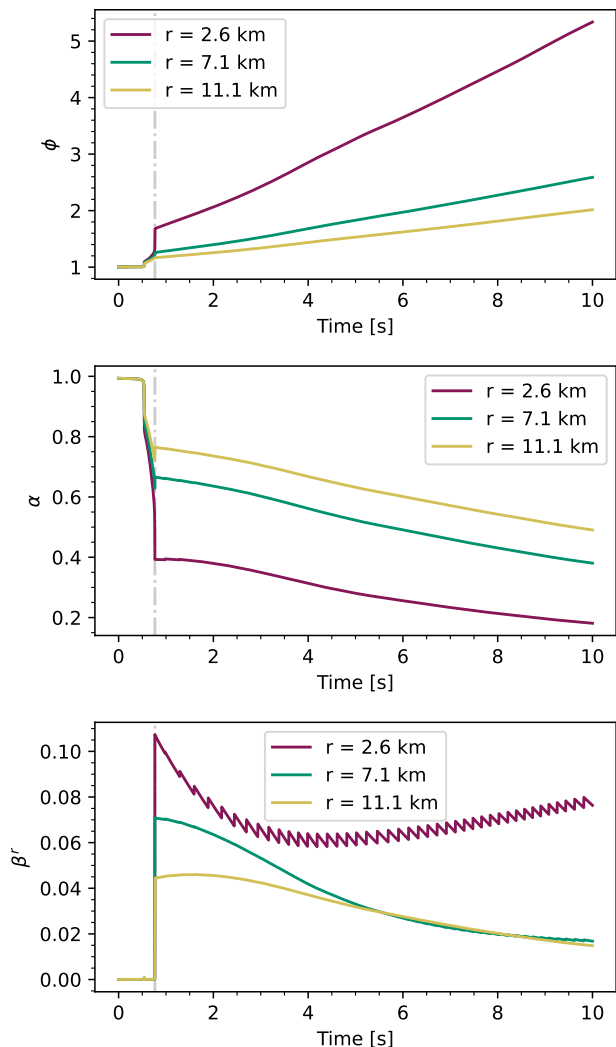 5
4
3
2
1
ϕ
r = 2.6 km
r = 7.1 km
r = 11.1 km
0 2 4 6 8 10
Time [s]
1.0
0.8
0.6
0.4
0.2
α
r = 2.6 km
r = 7.1 km
r = 11.1 km
0 2 4 6 8 10
Time [s]
0.10
0.08
0.06
0.04
0.02
0.00
βʳ
r = 2.6 km
r = 7.1 km
r = 11.1 km
0 2 4 6 8 10
Time [s]